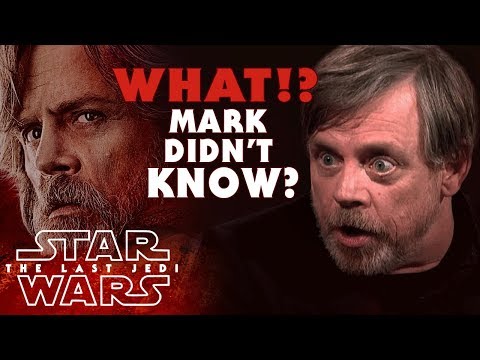 WHAT!?
MARK
DIDN'T
KNOW?
STAR
THE LAST JEDI
WARS